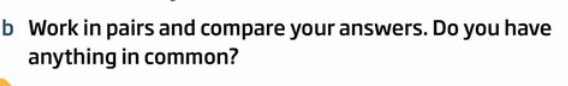 b Work in pairs and compare your answers. Do you have
anything in common?